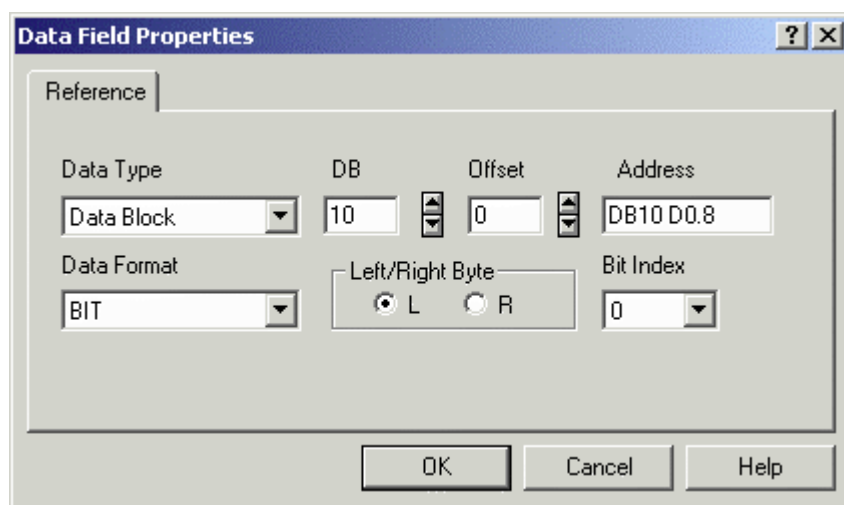 Data Field Properties
Reference
Data Type DB Offset Address
Data Block 10 0 DB10 D0.8
Data Format Left/Right Byte Bit Index
BIT L R 0
OK Cancel Help